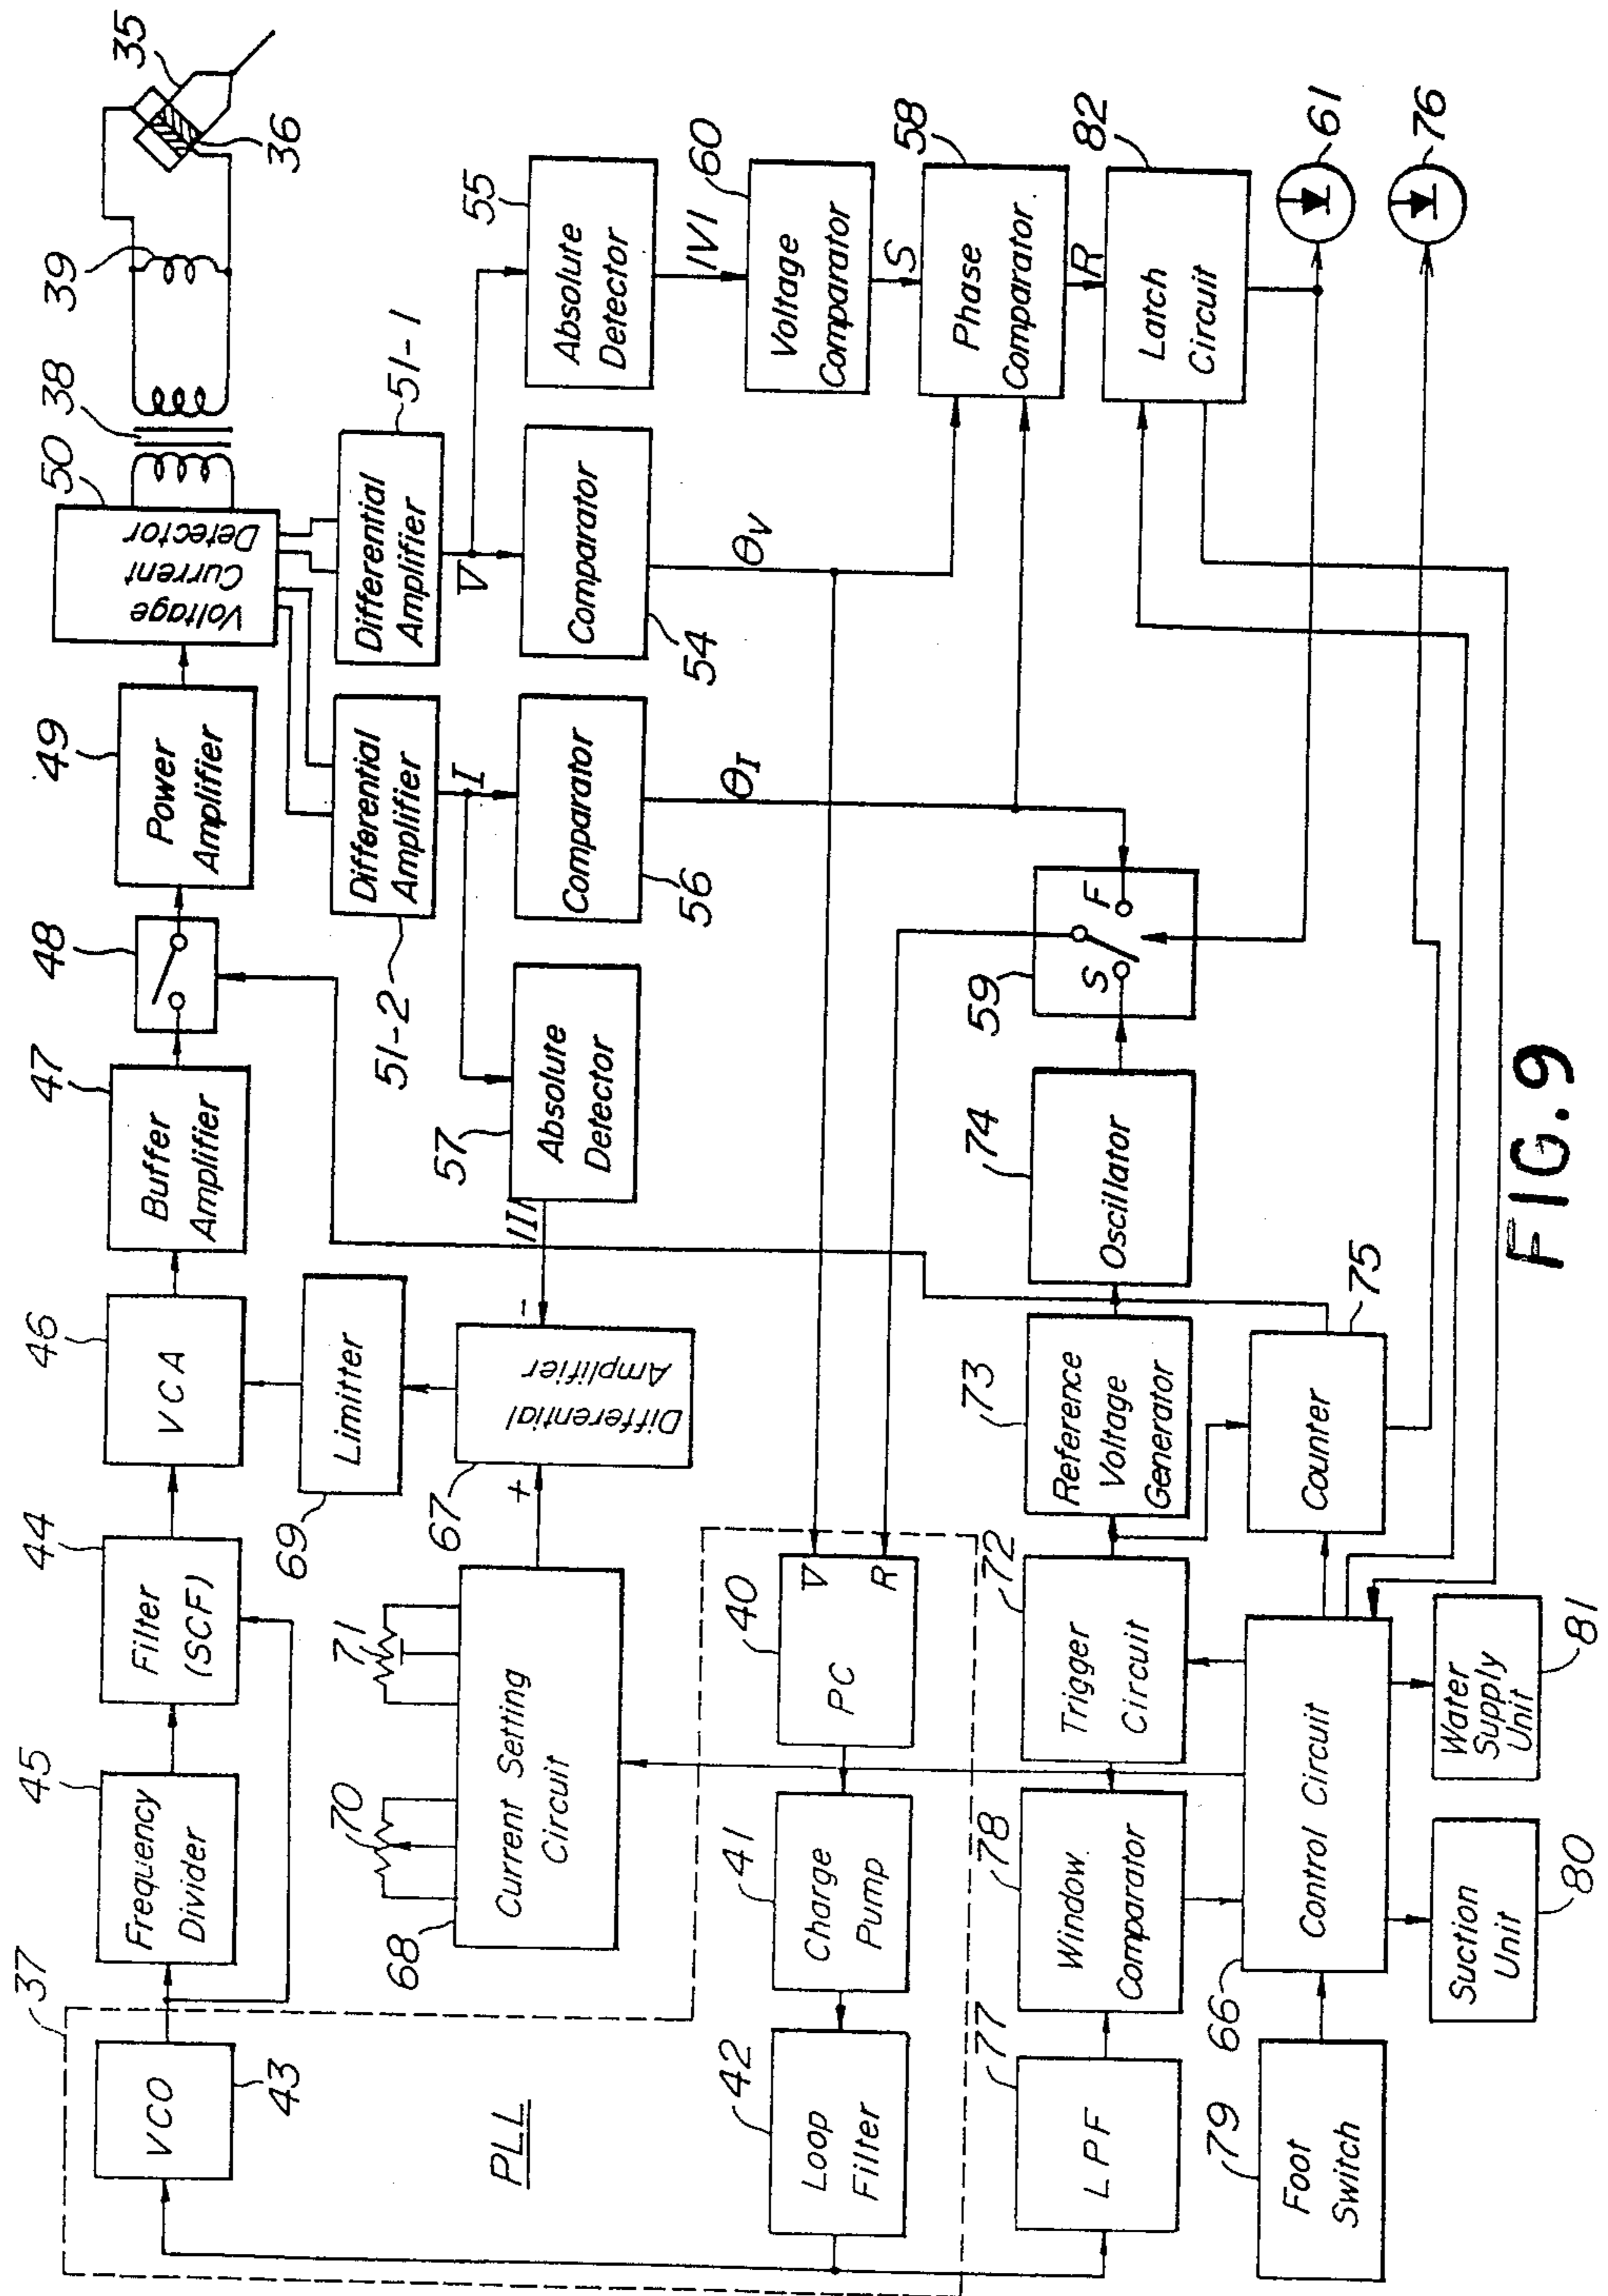 35
36
39
38
50
Voltage
Current
Detector
49
Power
Amplifier
48
47
Buffer
Amplifier
46
VCA
44
Filter
(SCF)
45
Frequency
Divider
37
VCO
43
PLL
51-1
Differential
Amplifier
V
51-2
Differential
Amplifier
I
55
Absolute
Detector
|V|
60
Voltage
Comparator
S
58
Phase
Comparator
R
82
Latch
Circuit
61
76
Comparator
54
θV
Comparator
56
θI
57
Absolute
Detector
|I|
-
+
67
Differential
Amplifier
Limitter
69
71
70
Current Setting
Circuit
68
40
V
R
PC
41
Charge
Pump
42
Loop
Filter
59
S
F
74
Oscillator
73
Reference
Voltage
Generator
72
Trigger
Circuit
75
Counter
78
Window
Comparator
77
LPF
66
Control Circuit
79
Foot
Switch
Suction
Unit
80
Water
Supply
Unit
81
FIG.9